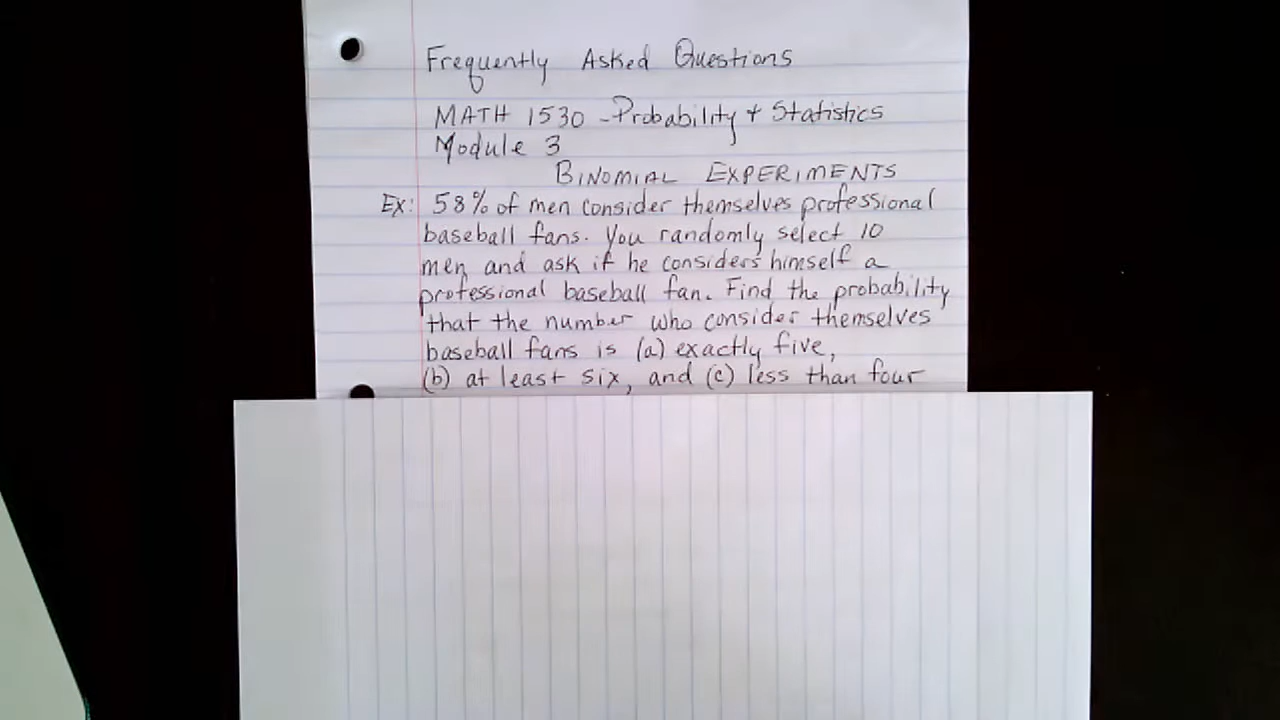 Frequently Asked Questions
MATH 1530 - Probability + Statistics
Module 3
BINOMIAL EXPERIMENTS
Ex: 58% of men consider themselves professional
baseball fans. You randomly select 10
men and ask if he considers himself a
professional baseball fan. Find the probability
that the number who consider themselves
baseball fans is (a) exactly five,
(b) at least six, and (c) less than four